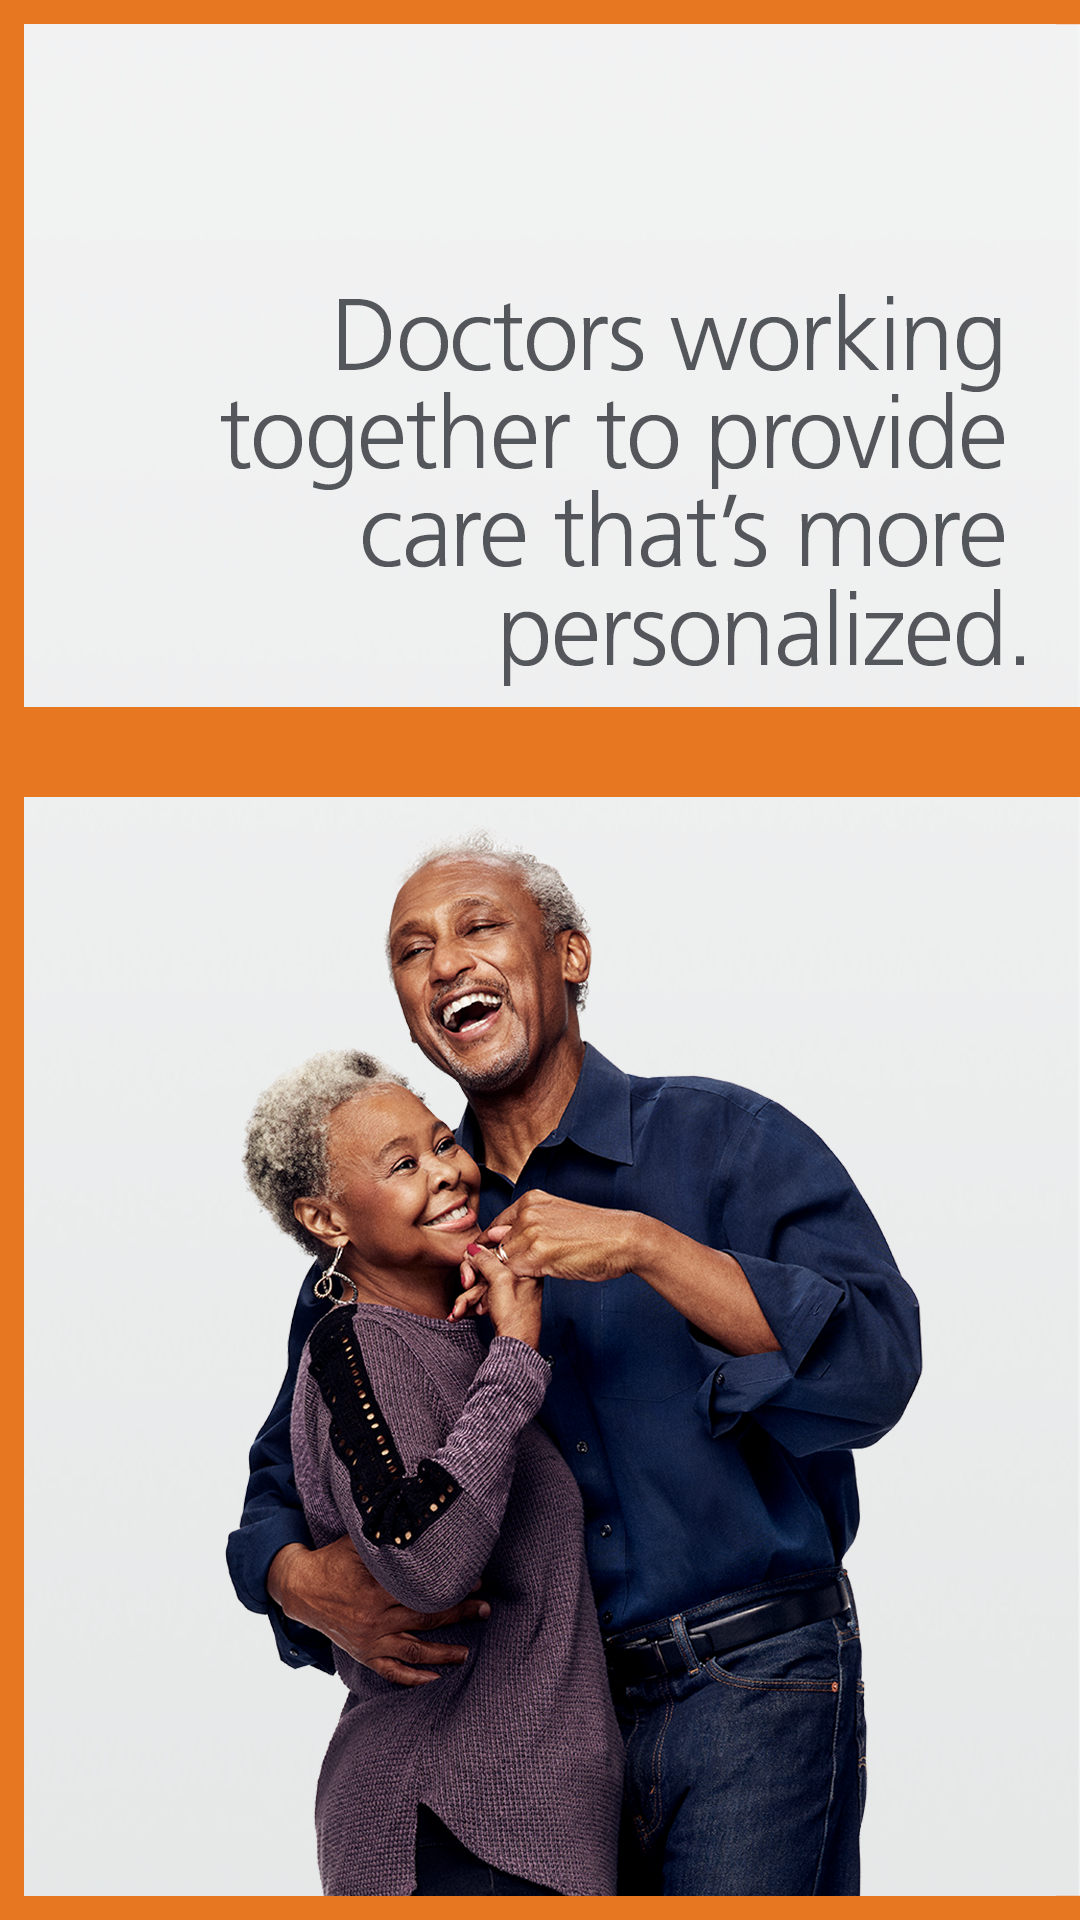 Doctors working
together to provide
care that’s more
personalized.